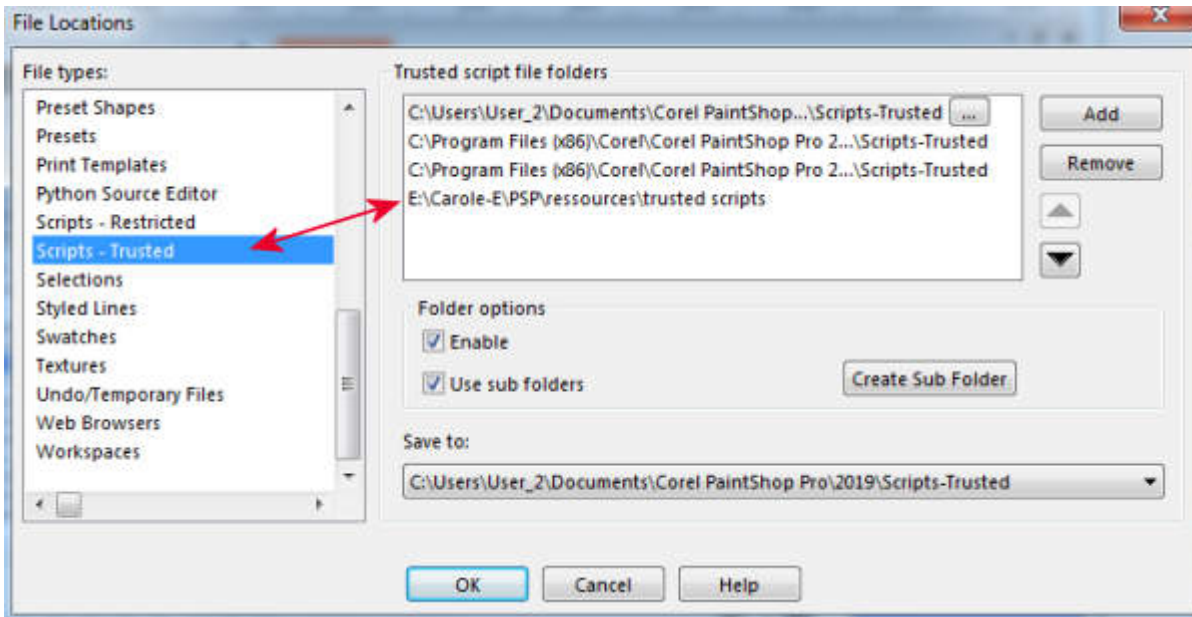 File Locations
File types:
Preset Shapes
Presets
Print Templates
Python Source Editor
Scripts - Restricted
Scripts - Trusted
Selections
Styled Lines
Swatches
Textures
Undo/Temporary Files
Web Browsers
Workspaces
Trusted script file folders
C:\Users\User_2\Documents\Corel PaintShop...\Scripts-Trusted ...
C:\Program Files (x86)\Corel\Corel PaintShop Pro 2...\Scripts-Trusted
C:\Program Files (x86)\Corel\Corel PaintShop Pro 2...\Scripts-Trusted
E:\Carole-E\PSP\ressources\trusted scripts
Add
Remove
Folder options
Enable
Use sub folders
Create Sub Folder
Save to:
C:\Users\User_2\Documents\Corel PaintShop Pro\2019\Scripts-Trusted
OK
Cancel
Help